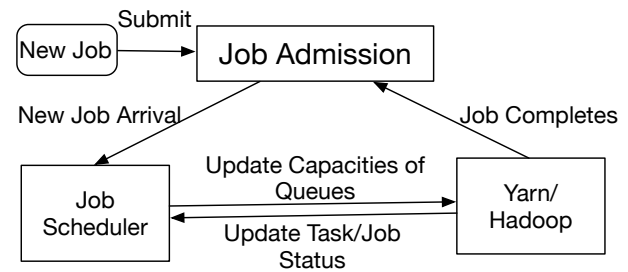 Submit
New Job
Job Admission
New Job Arrival
Job Completes
Update Capacities of
Queues
Job
Scheduler
Yarn/
Hadoop
Update Task/Job
Status